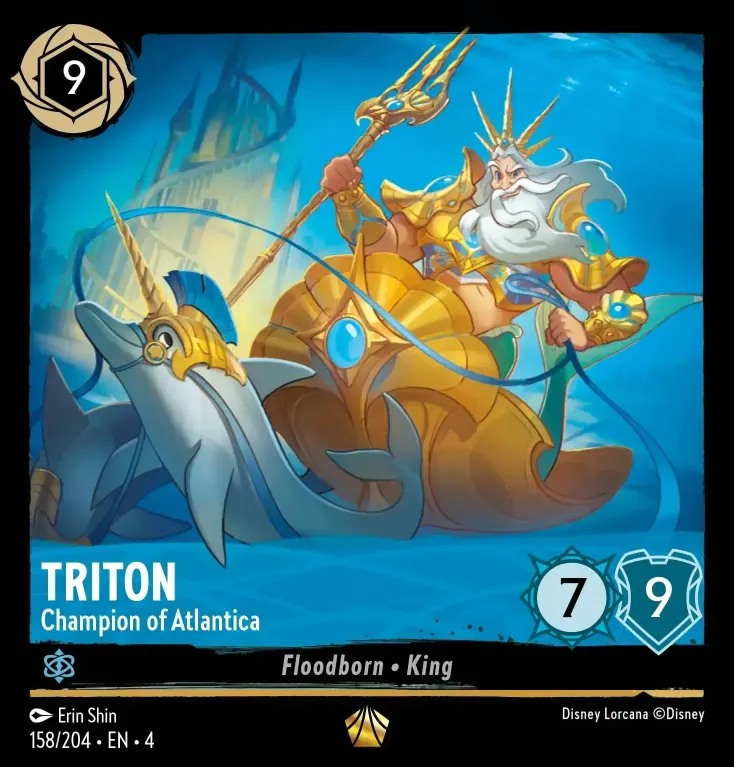 9
TRITON
Champion of Atlantica
7 9
Floodborn • King
Erin Shin
Disney Lorcana ©Disney
158/204 • EN • 4